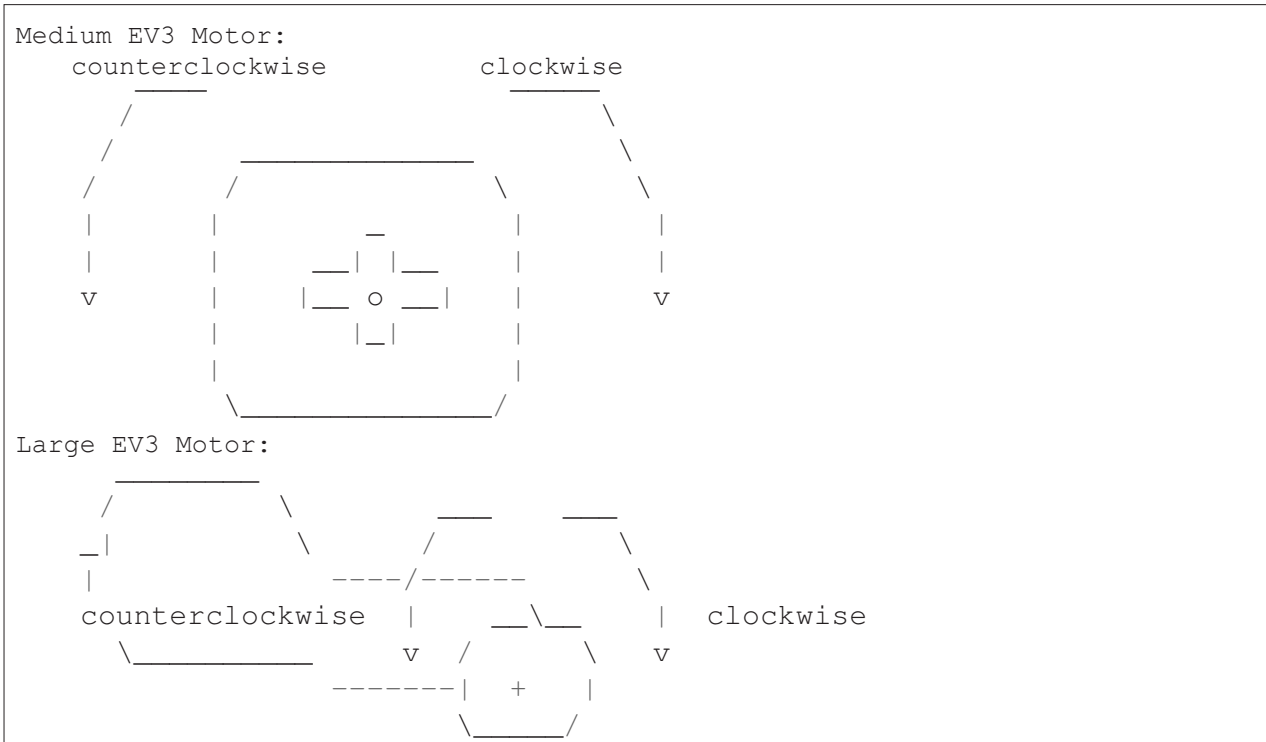 Medium EV3 Motor:
counterclockwise clockwise
v o v
Large EV3 Motor:
counterclockwise clockwise
v v
+